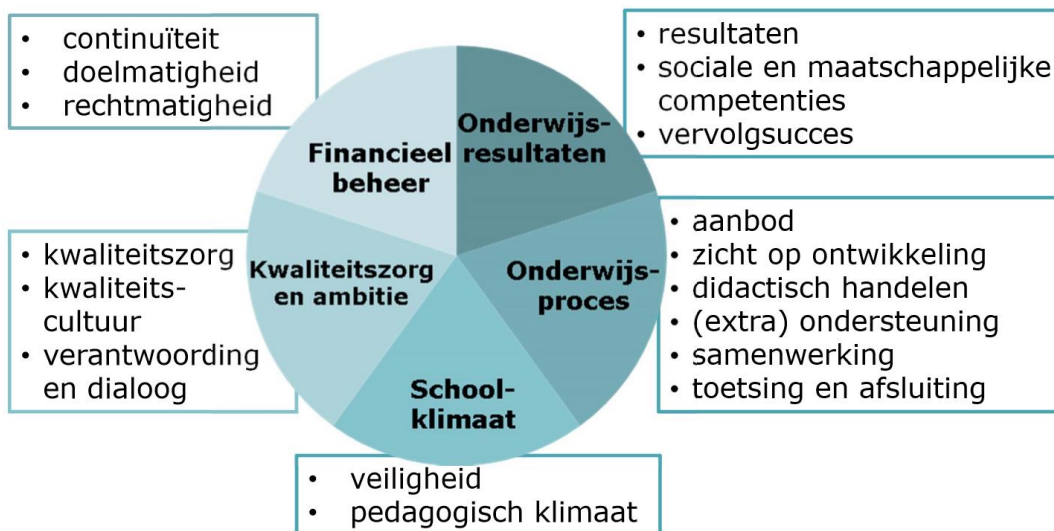 • continuïteit
• doelmatigheid
• rechtmatigheid
Financieel
beheer
Onderwijs-
resultaten
• resultaten
• sociale en maatschappelijke
competenties
• vervolgsucces
• kwaliteitszorg
• kwaliteits-
cultuur
• verantwoording
en dialoog
Kwaliteitszorg
en ambitie
Onderwijs-
proces
• aanbod
• zicht op ontwikkeling
• didactisch handelen
• (extra) ondersteuning
• samenwerking
• toetsing en afsluiting
School-
klimaat
• veiligheid
• pedagogisch klimaat